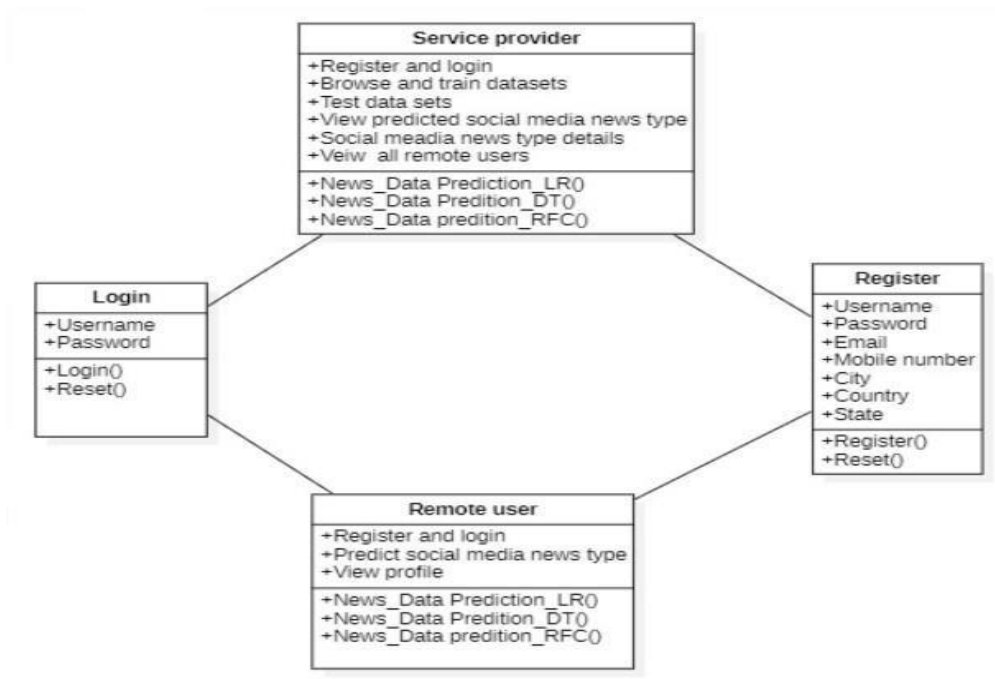 Service provider
+Register and login
+Browse and train datasets
+Test data sets
+View predicted social media news type
+Social meadia news type details
+Veiw all remote users
+News_Data Prediction_LR()
+News_Data Predition_DT()
+News_Data predition_RFC()
Login
+Username
+Password
+Login()
+Reset()
Register
+Username
+Password
+Email
+Mobile number
+City
+Country
+State
+Register()
+Reset()
Remote user
+Register and login
+Predict social media news type
+View profile
+News_Data Prediction_LR()
+News_Data Predition_DT()
+News_Data predition_RFC()